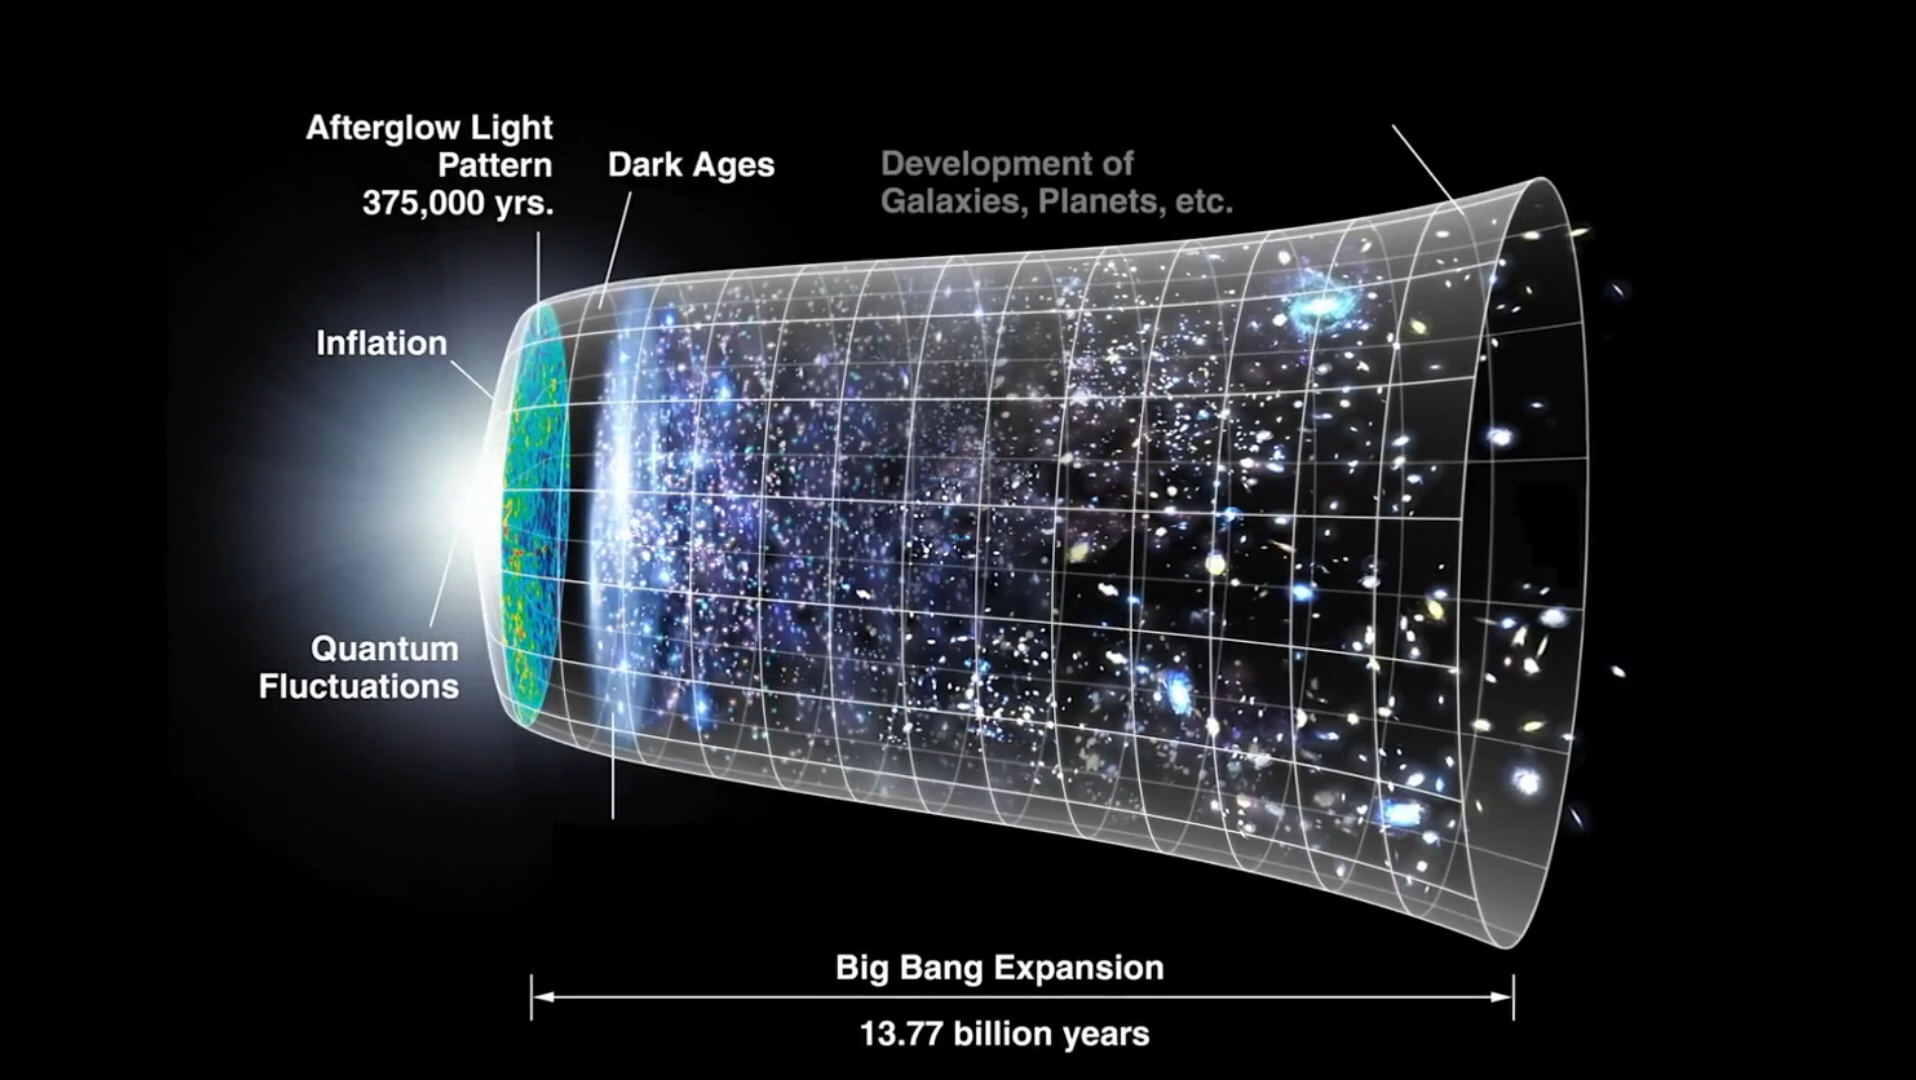 Afterglow Light
Pattern
375,000 yrs.
Dark Ages
Development of
Galaxies, Planets, etc.
Inflation
Quantum
Fluctuations
Big Bang Expansion
13.77 billion years